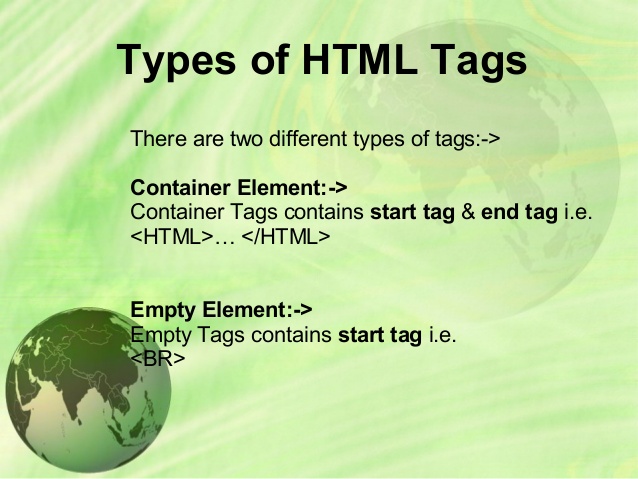 Types of HTML Tags
There are two different types of tags:->
Container Element:->
Container Tags contains start tag & end tag i.e.
<HTML>… </HTML>
Empty Element:->
Empty Tags contains start tag i.e.
<BR>